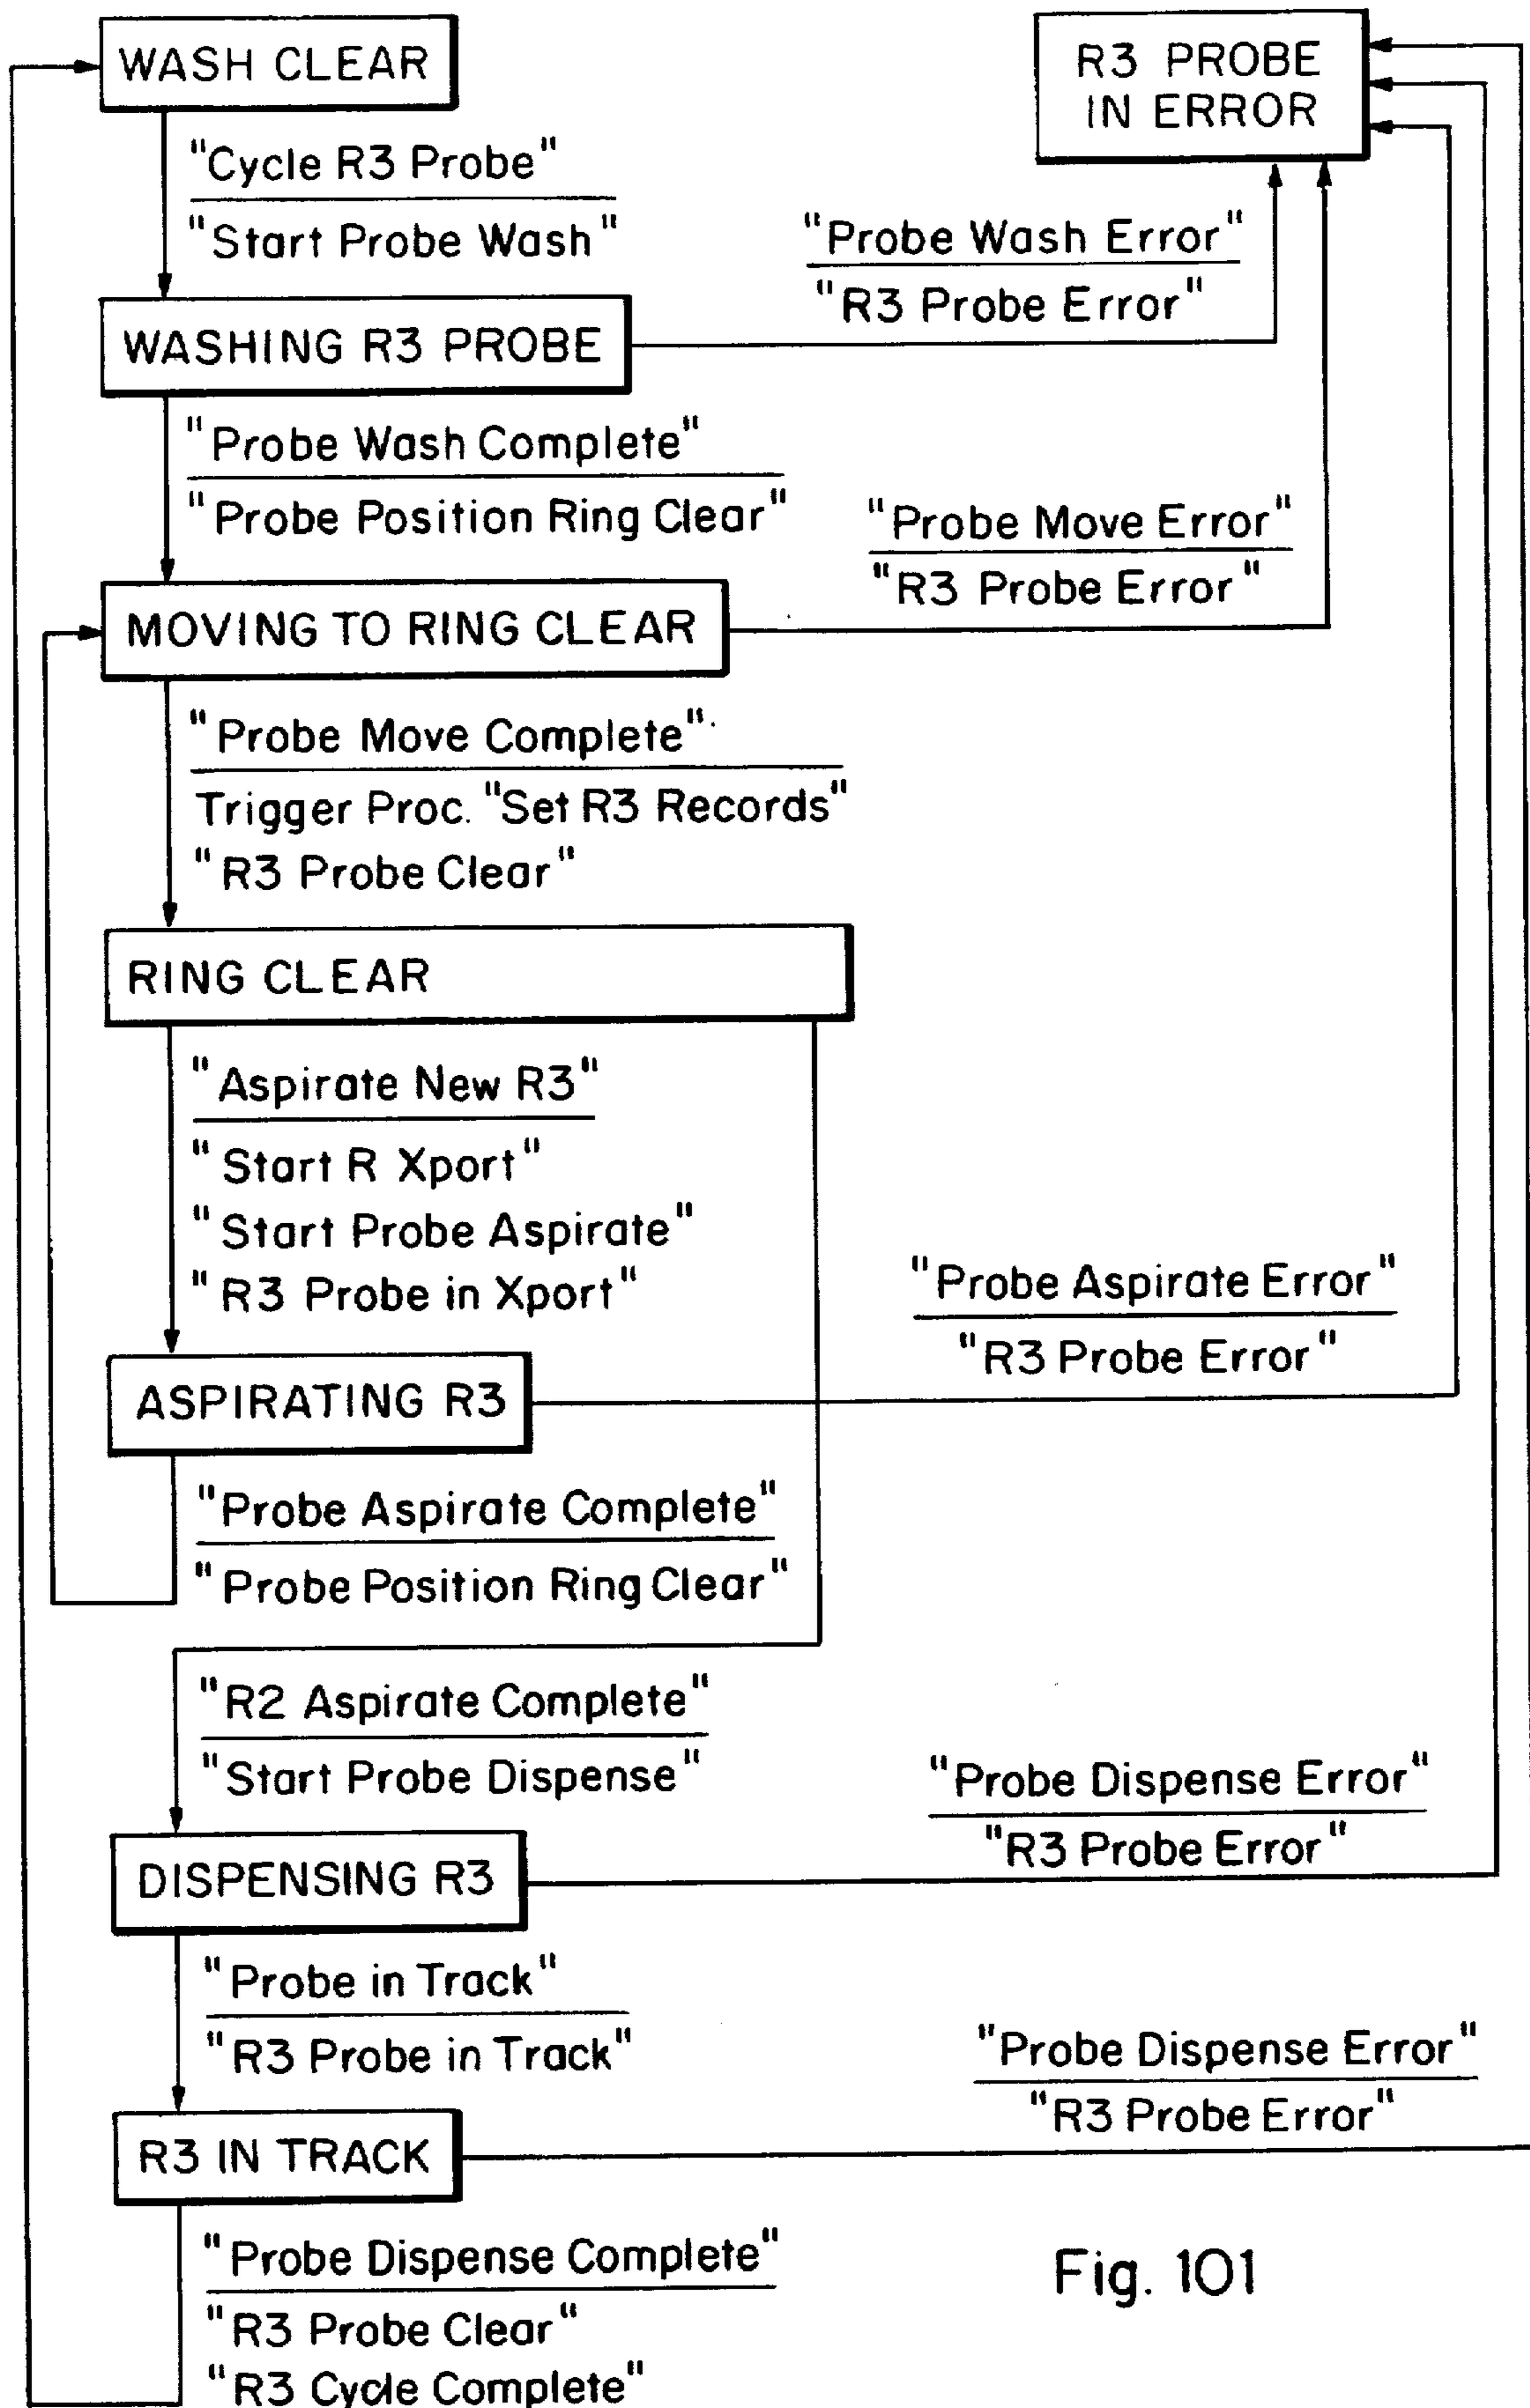 WASH CLEAR
R3 PROBE
IN ERROR
"Cycle R3 Probe"
"Start Probe Wash"
"Probe Wash Error"
"R3 Probe Error"
WASHING R3 PROBE
"Probe Wash Complete"
"Probe Position Ring Clear"
"Probe Move Error"
"R3 Probe Error"
MOVING TO RING CLEAR
"Probe Move Complete"
Trigger Proc. "Set R3 Records"
"R3 Probe Clear"
RING CLEAR
"Aspirate New R3"
"Start R Xport"
"Start Probe Aspirate"
"R3 Probe in Xport"
"Probe Aspirate Error"
"R3 Probe Error"
ASPIRATING R3
"Probe Aspirate Complete"
"Probe Position Ring Clear"
"R2 Aspirate Complete"
"Start Probe Dispense"
"Probe Dispense Error"
"R3 Probe Error"
DISPENSING R3
"Probe in Track"
"R3 Probe in Track"
"Probe Dispense Error"
"R3 Probe Error"
R3 IN TRACK
"Probe Dispense Complete"
"R3 Probe Clear"
"R3 Cycle Complete"
Fig. 101